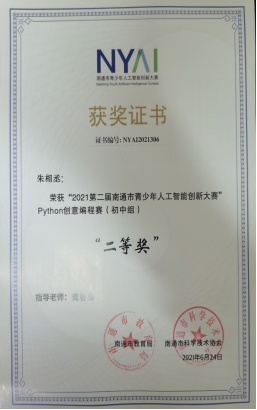 NYAI
南通市青少年人工智能创新大赛
Nantong Youth Artificial Intelligence Contest
获奖证书
证书编号: NYAI2021306
朱相丞:
荣获“2021第二届南通市青少年人工智能创新大赛”
Python创意编程赛(初中组)
“二等奖”
指导老师:
南通市教育局 南通市科学技术协会
2021年6月24日